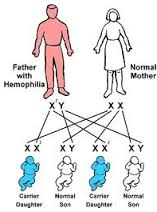 Father with Hemophilia
Normal Mother
X Y X X
X X X Y X X X Y
Carrier Daughter
Normal Son
Carrier Daughter
Normal Son